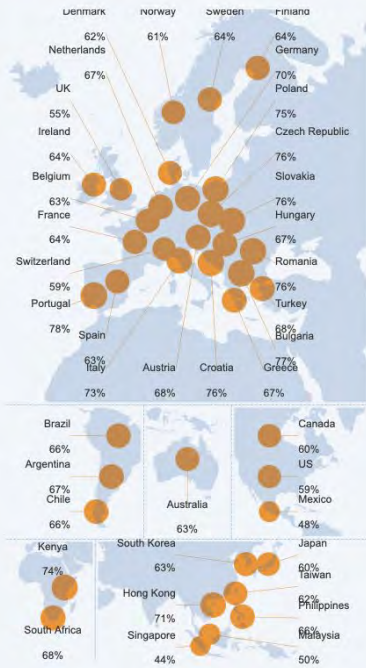 Denmark Norway Sweden Finland
62% 61% 64% 64%
Netherlands Germany
67% 70%
UK Poland
55% 75%
Ireland Czech Republic
64% 76%
Belgium Slovakia
63% 76%
France Hungary
64% 67%
Switzerland Romania
59% 76%
Portugal Turkey
78% 68%
Spain Bulgaria
63% 77%
Italy Austria Croatia Greece
73% 68% 76% 67%
Brazil Canada
66% 60%
Argentina US
67% 59%
Chile Mexico
66% 48%
Australia
63%
Kenya South Korea Japan
74% 63% 60%
Taiwan
62%
Hong Kong Philippines
71% 66%
South Africa Singapore Malaysia
68% 44% 50%